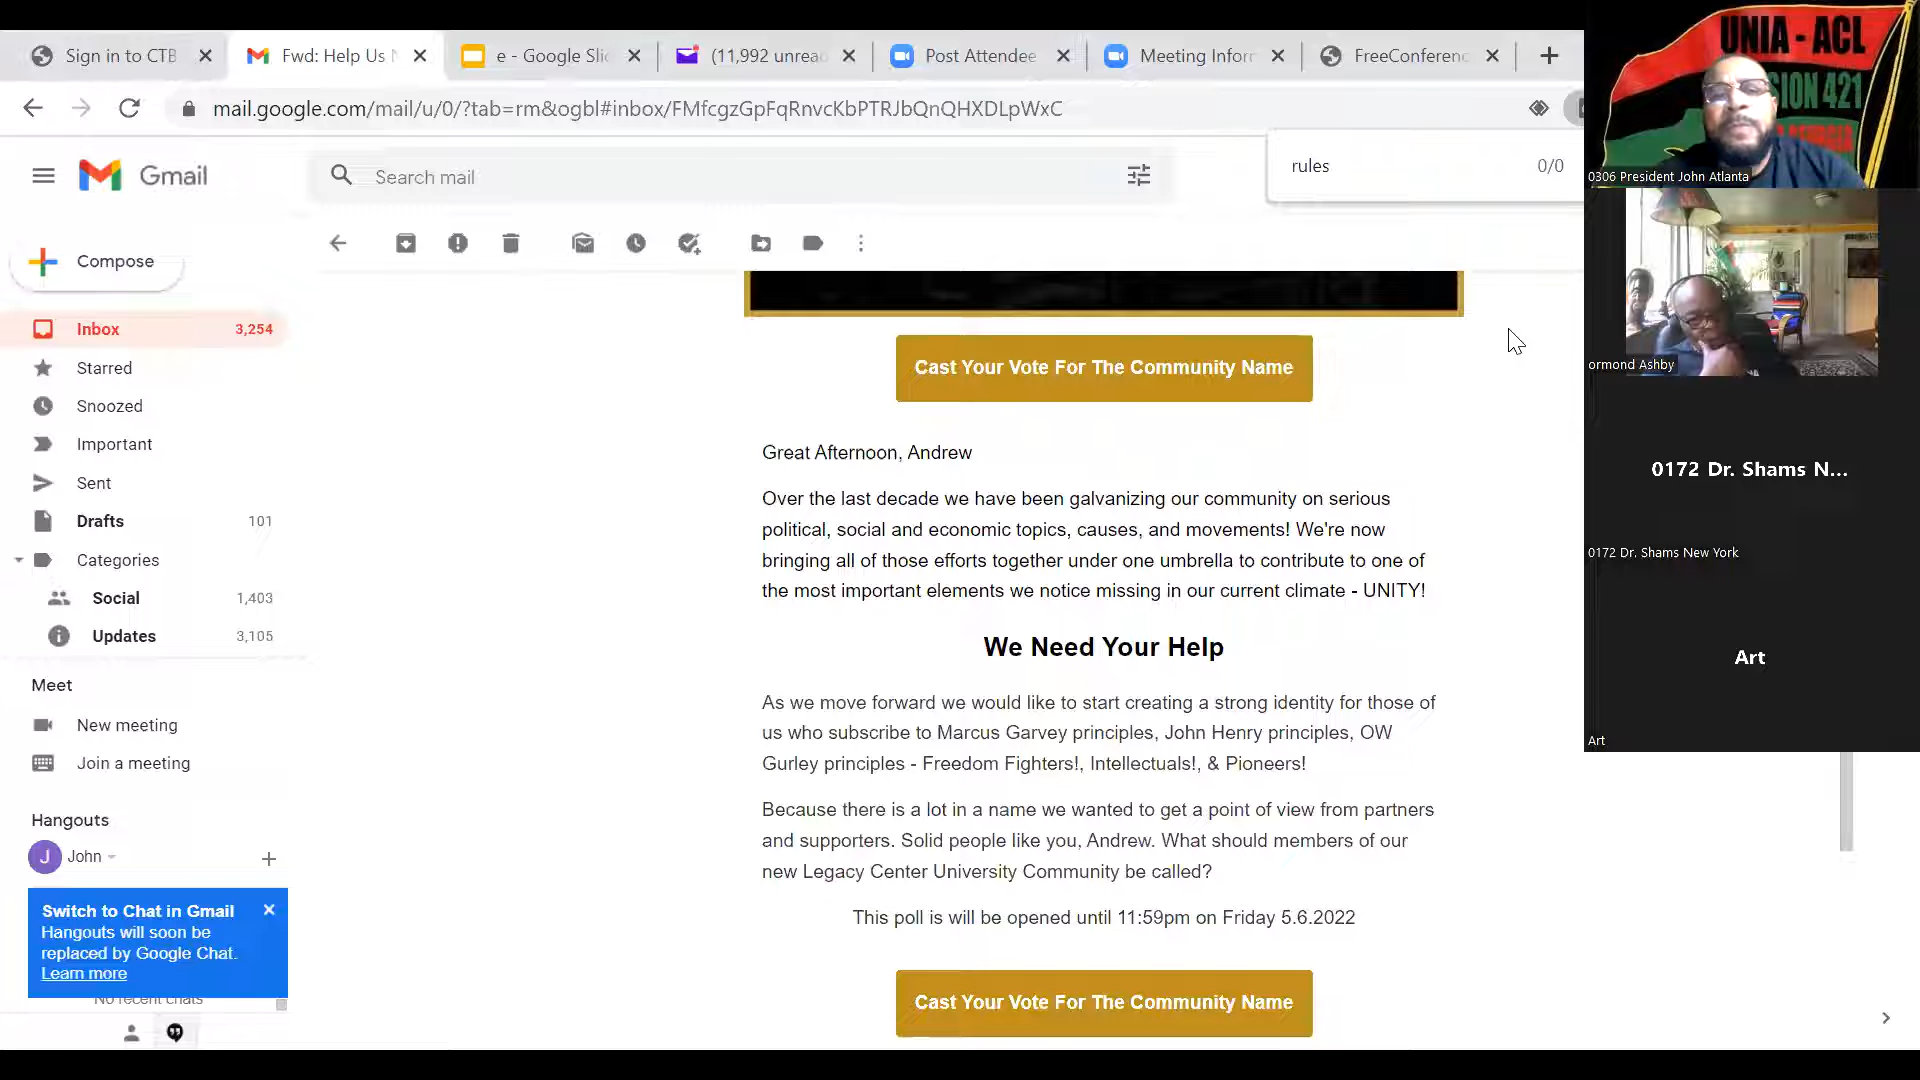 Sign in to CTB
Fwd: Help Us N
e - Google Slid
(11,992 unrea
Post Attendee
Meeting Infor
FreeConferenc
mail.google.com/mail/u/0/?tab=rm&ogbl#inbox/FMfcgzGpFqRnvcKbPTRJbQnQHXDLpWxC
Gmail
Search mail
rules 0/0
Compose
Inbox 3,254
Starred
Snoozed
Important
Sent
Drafts 101
Categories
Social 1,403
Updates 3,105
Meet
New meeting
Join a meeting
Hangouts
J John
Switch to Chat in Gmail
Hangouts will soon be
replaced by Google Chat.
Learn more
No recent chats
Cast Your Vote For The Community Name
Great Afternoon, Andrew
Over the last decade we have been galvanizing our community on serious
political, social and economic topics, causes, and movements! We're now
bringing all of those efforts together under one umbrella to contribute to one of
the most important elements we notice missing in our current climate - UNITY!
We Need Your Help
As we move forward we would like to start creating a strong identity for those of
us who subscribe to Marcus Garvey principles, John Henry principles, OW
Gurley principles - Freedom Fighters!, Intellectuals!, & Pioneers!
Because there is a lot in a name we wanted to get a point of view from partners
and supporters. Solid people like you, Andrew. What should members of our
new Legacy Center University Community be called?
This poll is will be opened until 11:59pm on Friday 5.6.2022
Cast Your Vote For The Community Name
UNIA - ACL
SION 421
0306 President John Atlanta
ormond Ashby
0172 Dr. Shams N...
0172 Dr. Shams New York
Art
Art